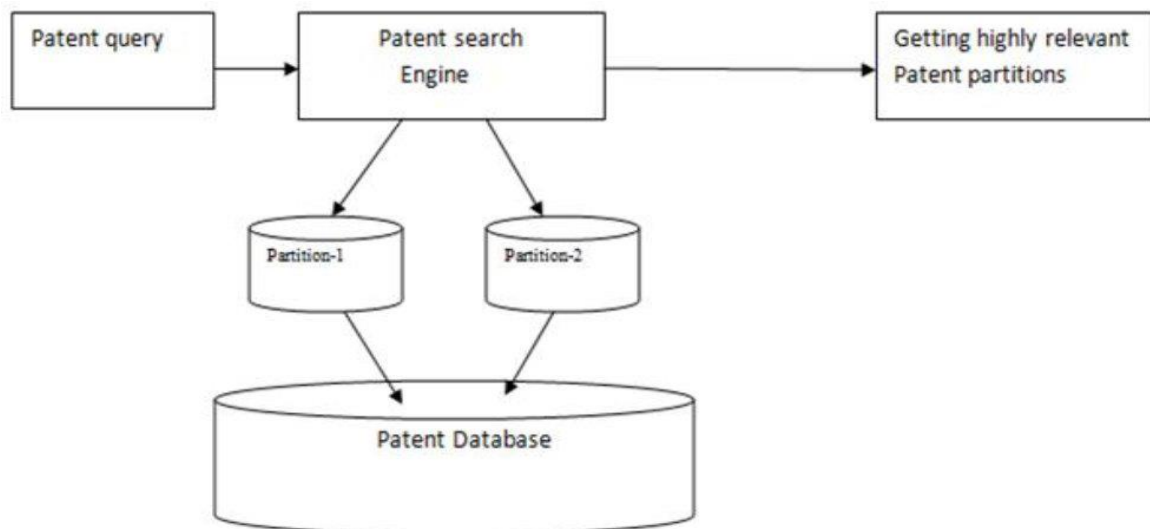 Patent query
Patent search
Engine
Getting highly relevant
Patent partitions
Partition-1
Partition-2
Patent Database